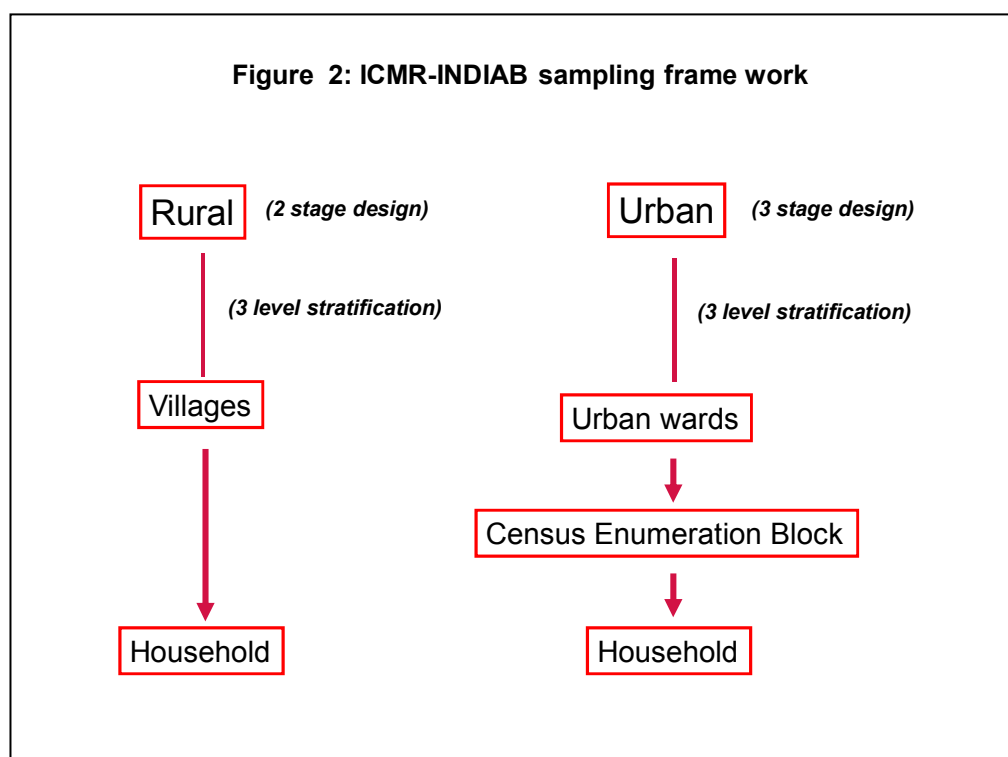 Figure 2: ICMR-INDIAB sampling frame work
Rural (2 stage design)
(3 level stratification)
Villages
Household
Urban (3 stage design)
(3 level stratification)
Urban wards
Census Enumeration Block
Household